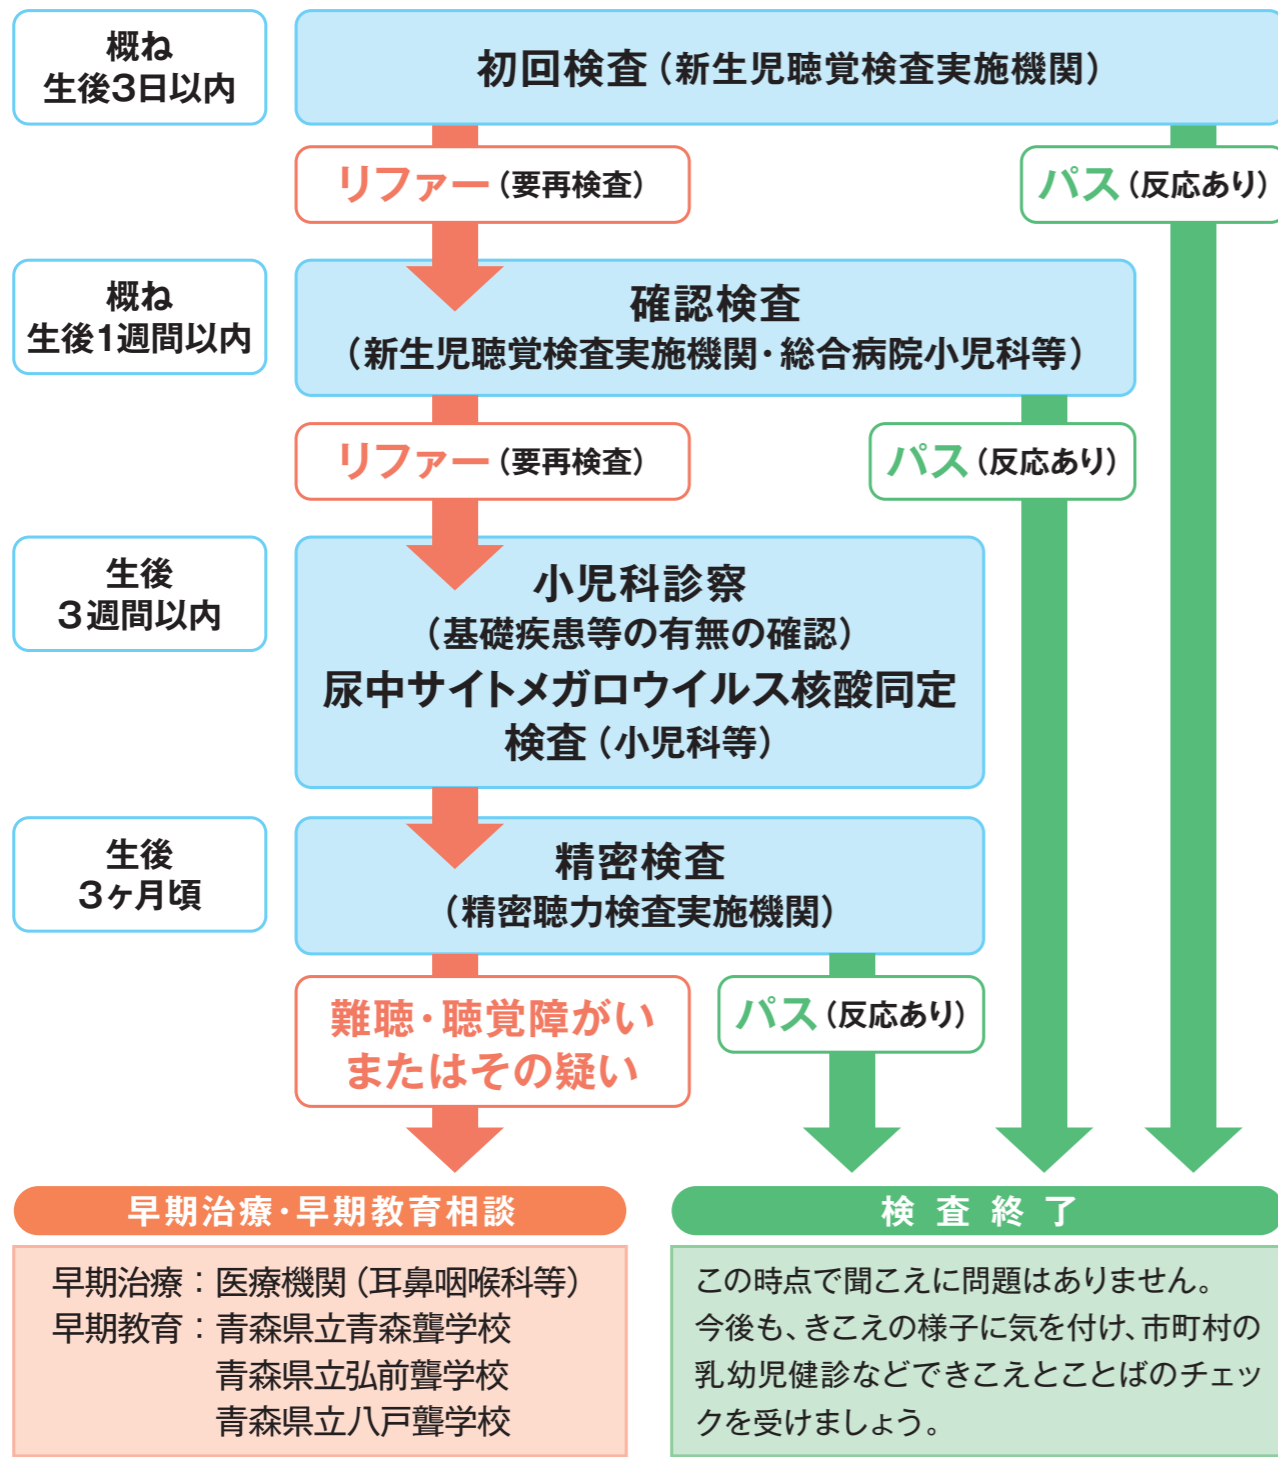 概ね
生後3日以内
初回検査（新生児聴覚検査実施機関）
リファー（要再検査）
パス（反応あり）
概ね
生後1週間以内
確認検査
（新生児聴覚検査実施機関・総合病院小児科等）
リファー（要再検査）
パス（反応あり）
生後
3週間以内
小児科診察
（基礎疾患等の有無の確認）
尿中サイトメガロウイルス核酸同定
検査（小児科等）
生後
3ヶ月頃
精密検査
（精密聴力検査実施機関）
難聴・聴覚障がい
またはその疑い
パス（反応あり）
早期治療・早期教育相談
早期治療：医療機関（耳鼻咽喉科等）
早期教育：青森県立青森聾学校
青森県立弘前聾学校
青森県立八戸聾学校
検査終了
この時点で聞こえに問題はありません。
今後も、きこえの様子に気を付け、市町村の
乳幼児健診などできこえとことばのチェッ
クを受けましょう。